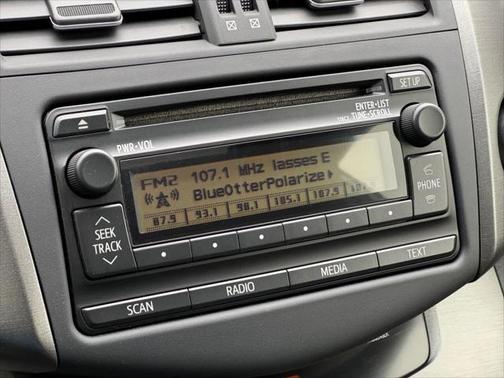 SET UP
ENTER•LIST
TUNE•SCROLL
PWR•VOL
FM2 107.1 MHz lasses E
BlueOtterPolarize
87.9 93.1 98.1 105.1 107.9
SEEK
TRACK
PHONE
SCAN RADIO MEDIA TEXT